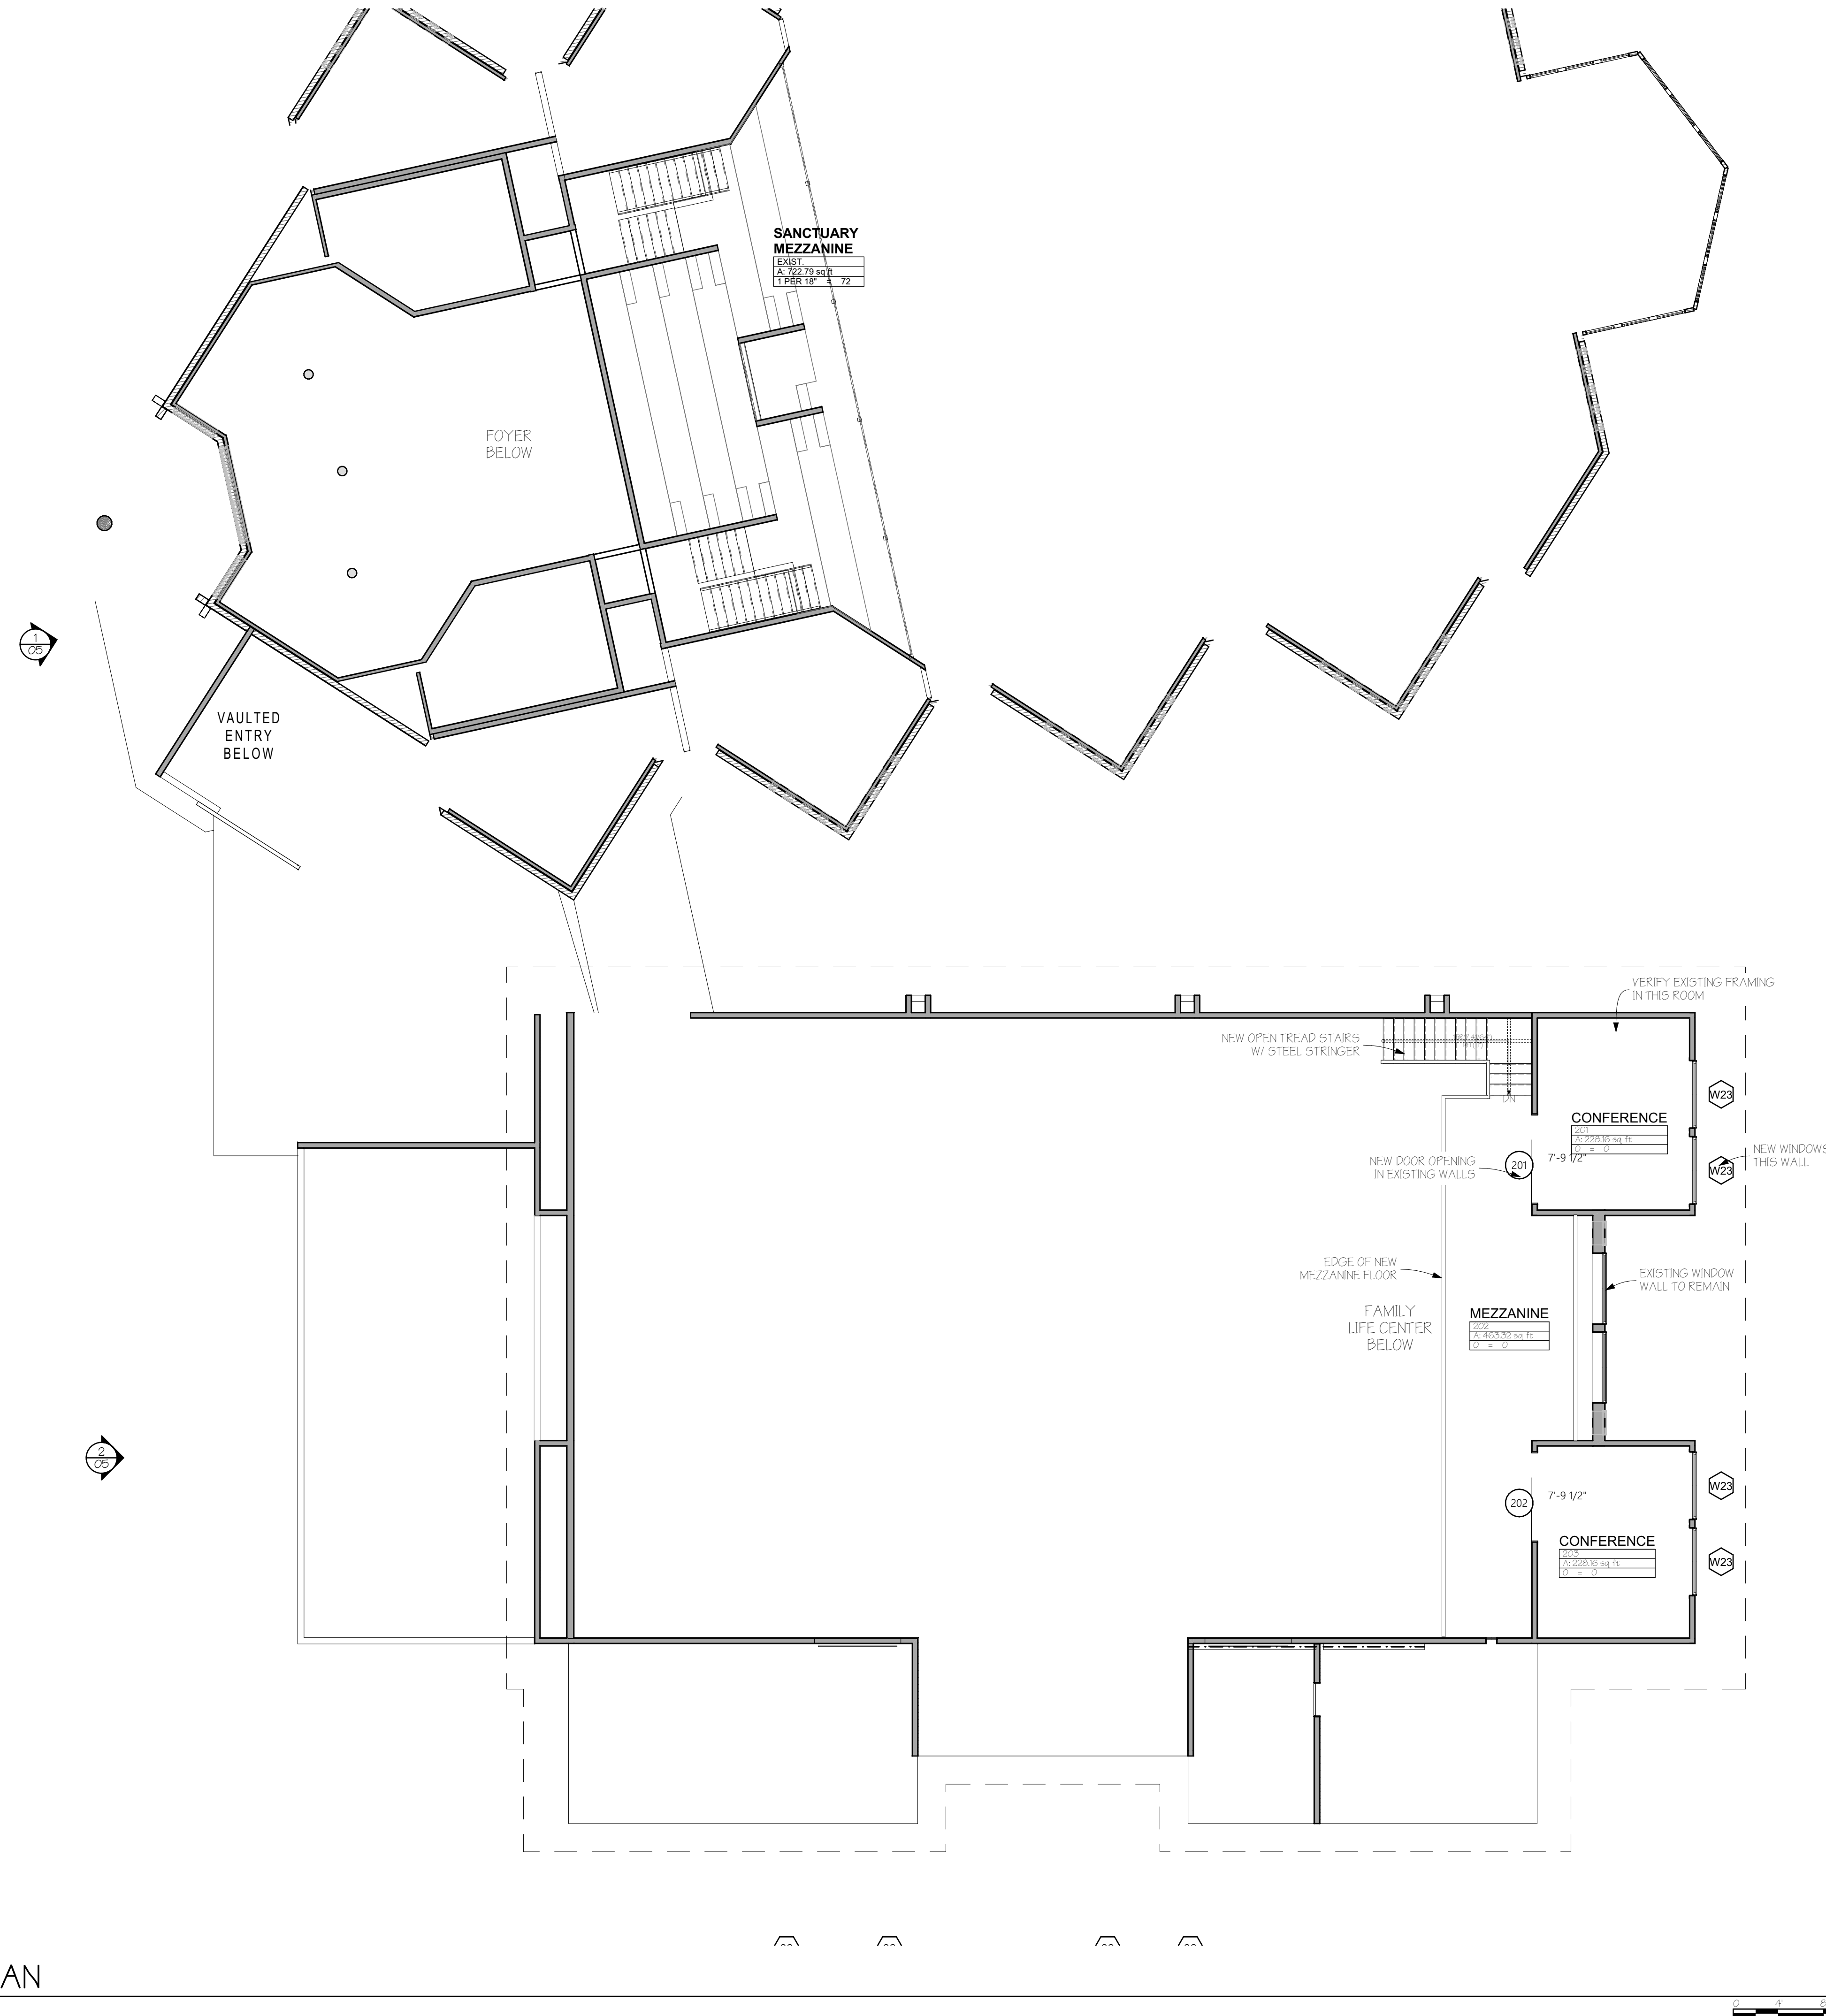 SANCTUARY
MEZZANINE
EXIST.
A: 722.79 sq ft
1 PER 18" = 72
FOYER
BELOW
1
05
VAULTED
ENTRY
BELOW
VERIFY EXISTING FRAMING
IN THIS ROOM
NEW OPEN TREAD STAIRS
W/ STEEL STRINGER
DN
W23
CONFERENCE
201
A: 228.16 sq ft
0 = 0
NEW WINDOWS
THIS WALL
W23
NEW DOOR OPENING
IN EXISTING WALLS
201
7'-9 1/2"
EDGE OF NEW
MEZZANINE FLOOR
EXISTING WINDOW
WALL TO REMAIN
FAMILY
LIFE CENTER
BELOW
MEZZANINE
202
A: 463.32 sq ft
0 = 0
2
05
W23
202
7'-9 1/2"
CONFERENCE
203
A: 228.16 sq ft
0 = 0
W23
AN
0 4' 8